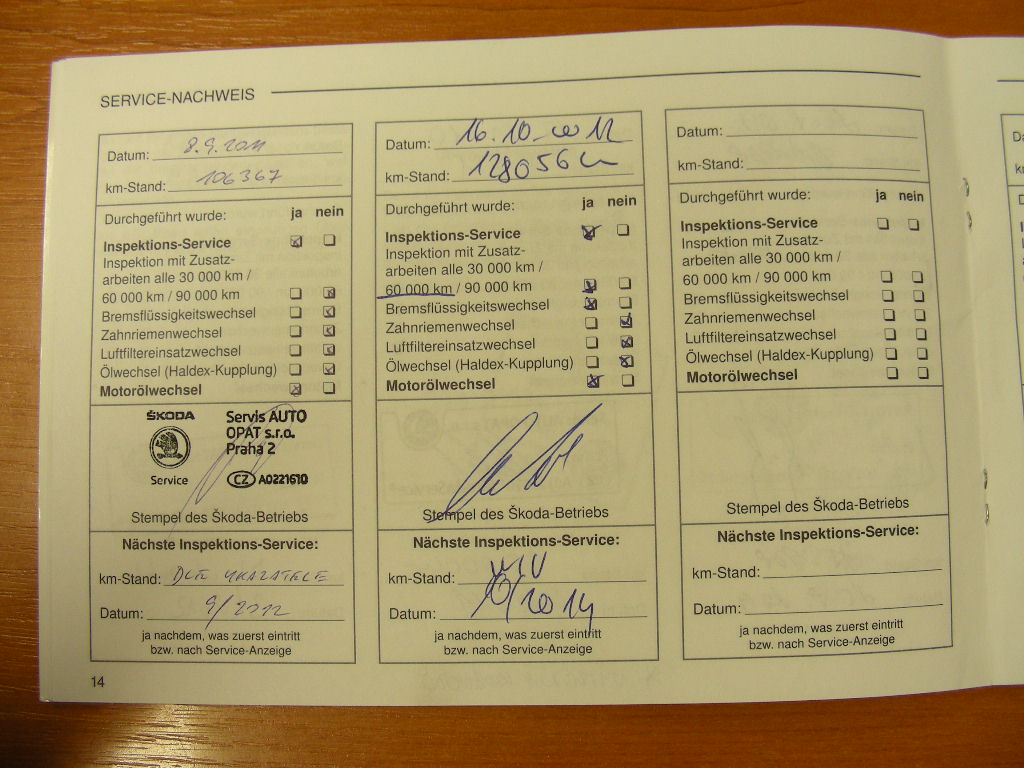 SERVICE-NACHWEIS
Datum: 8.9.2011
km-Stand: 106367
Durchgeführt wurde: ja nein
Inspektions-Service
Inspektion mit Zusatz-
arbeiten alle 30 000 km /
60 000 km / 90 000 km
Bremsflüssigkeitswechsel
Zahnriemenwechsel
Luftfiltereinsatzwechsel
Ölwechsel (Haldex-Kupplung)
Motorölwechsel
ŠKODA
Service
Servis AUTO
OPAT s.r.o.
Praha 2
CZ A0221610
Stempel des Škoda-Betriebs
Nächste Inspektions-Service:
km-Stand: DLE UKAZATELE
Datum: 9/2012
ja nachdem, was zuerst eintritt
bzw. nach Service-Anzeige
14
Datum: 16.10.
km-Stand: 128056
Durchgeführt wurde: ja nein
Inspektions-Service
Inspektion mit Zusatz-
arbeiten alle 30 000 km /
60 000 km / 90 000 km
Bremsflüssigkeitswechsel
Zahnriemenwechsel
Luftfiltereinsatzwechsel
Ölwechsel (Haldex-Kupplung)
Motorölwechsel
Stempel des Škoda-Betriebs
Nächste Inspektions-Service:
km-Stand:
Datum: 10/2014
ja nachdem, was zuerst eintritt
bzw. nach Service-Anzeige
Datum:
km-Stand:
Durchgeführt wurde: ja nein
Inspektions-Service
Inspektion mit Zusatz-
arbeiten alle 30 000 km /
60 000 km / 90 000 km
Bremsflüssigkeitswechsel
Zahnriemenwechsel
Luftfiltereinsatzwechsel
Ölwechsel (Haldex-Kupplung)
Motorölwechsel
Stempel des Škoda-Betriebs
Nächste Inspektions-Service:
km-Stand:
Datum:
ja nachdem, was zuerst eintritt
bzw. nach Service-Anzeige